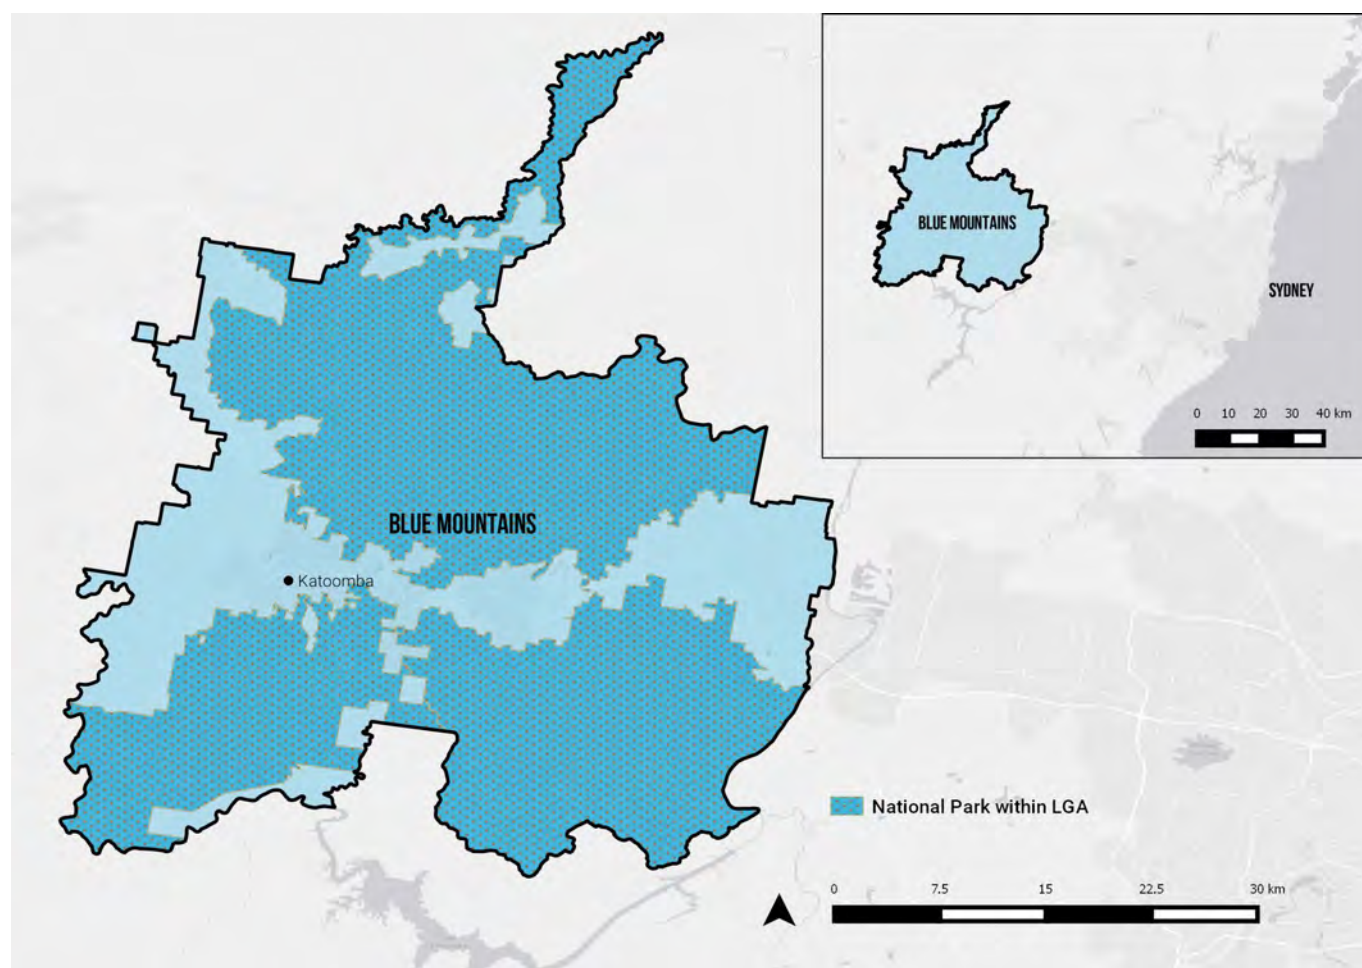 BLUE MOUNTAINS
SYDNEY
0 10 20 30 40 km
BLUE MOUNTAINS
Katoomba
National Park within LGA
0 7.5 15 22.5 30 km